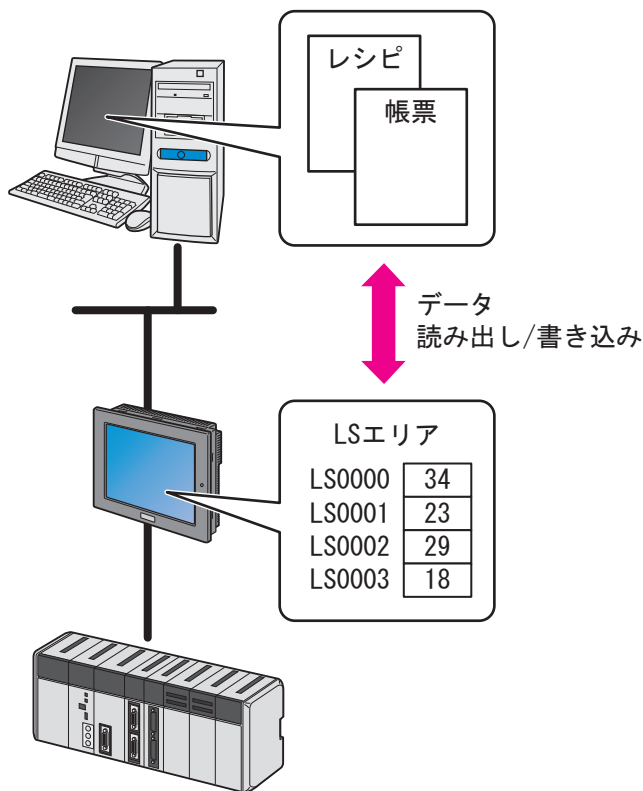 レシピ
帳票
データ
読み出し/書き込み
LSエリア
LS0000 34
LS0001 23
LS0002 29
LS0003 18